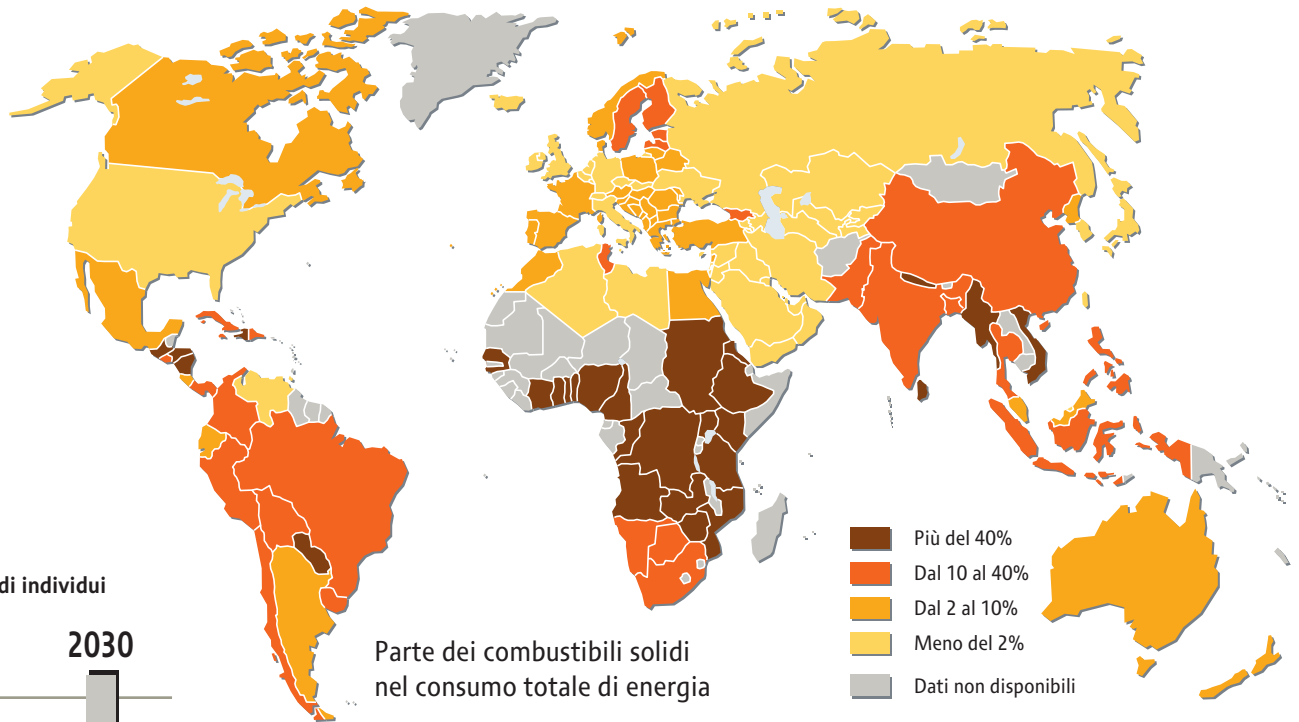 Più del 40%
Dal 10 al 40%
Dal 2 al 10%
Meno del 2%
Dati non disponibili
di individui
2030
Parte dei combustibili solidi
nel consumo totale di energia